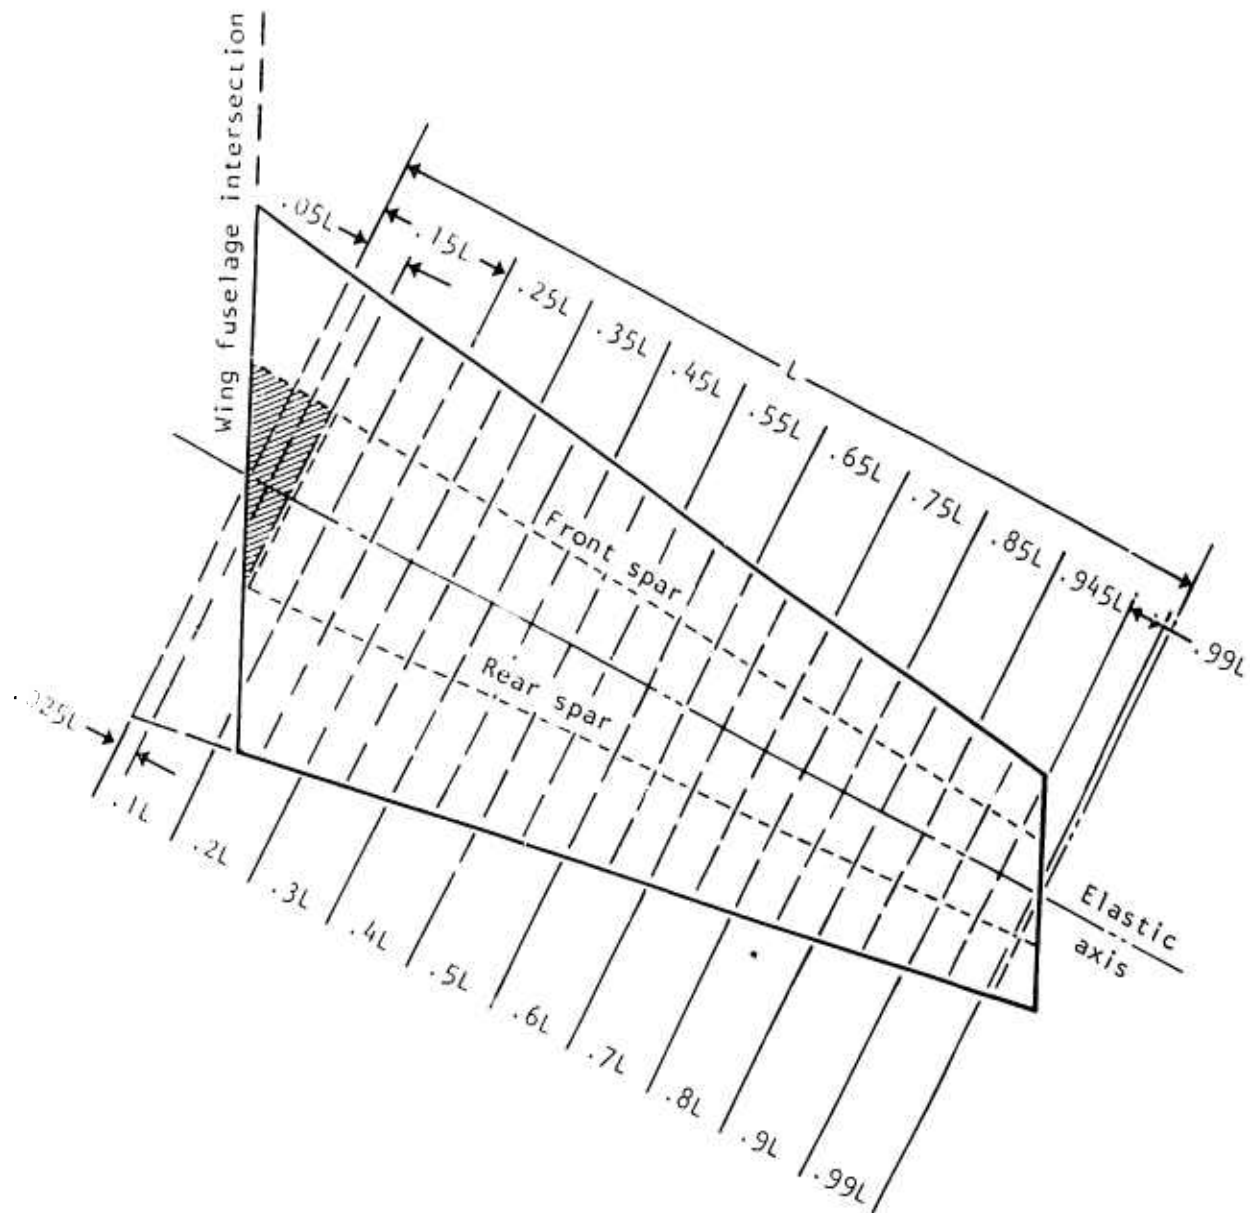 Wing fuselage intersection
.05L
.15L
.25L
.35L
.45L
.55L
.65L
.75L
.85L
.945L
.99L
L
Front spar
Rear spar
Elastic
axis
.025L
.1L
.2L
.3L
.4L
.5L
.6L
.7L
.8L
.9L
.99L